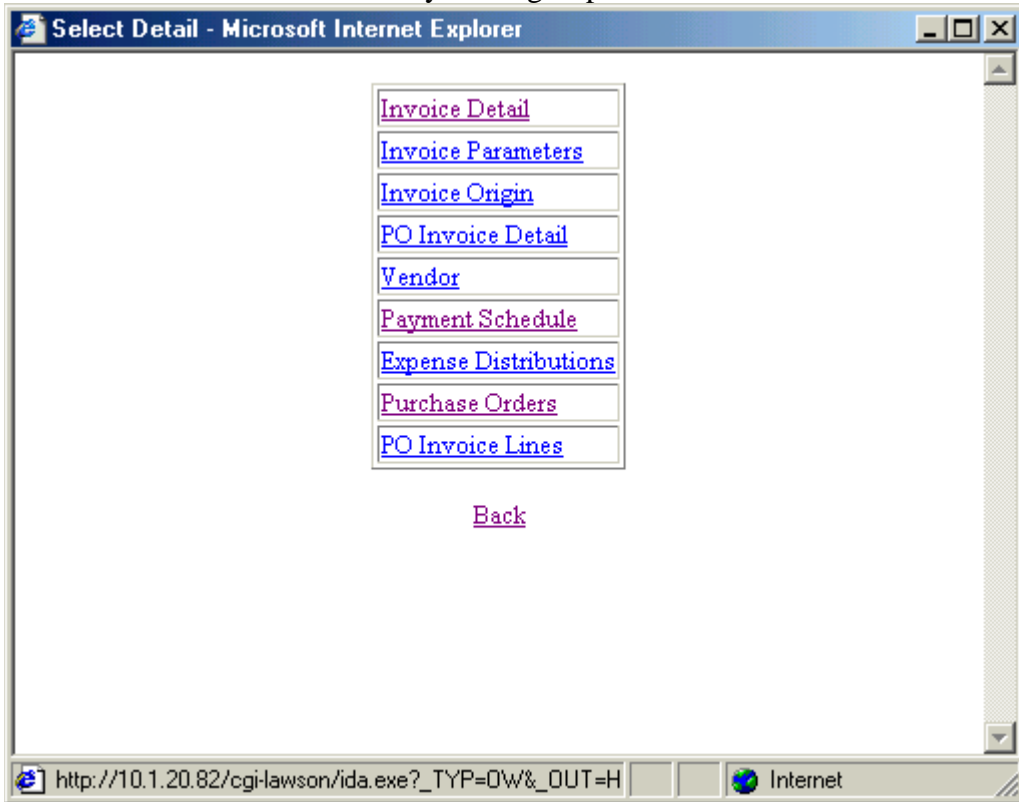 Select Detail - Microsoft Internet Explorer
Invoice Detail
Invoice Parameters
Invoice Origin
PO Invoice Detail
Vendor
Payment Schedule
Expense Distributions
Purchase Orders
PO Invoice Lines
Back
http://10.1.20.82/cgi-lawson/ida.exe?_TYP=OW&_OUT=H Internet